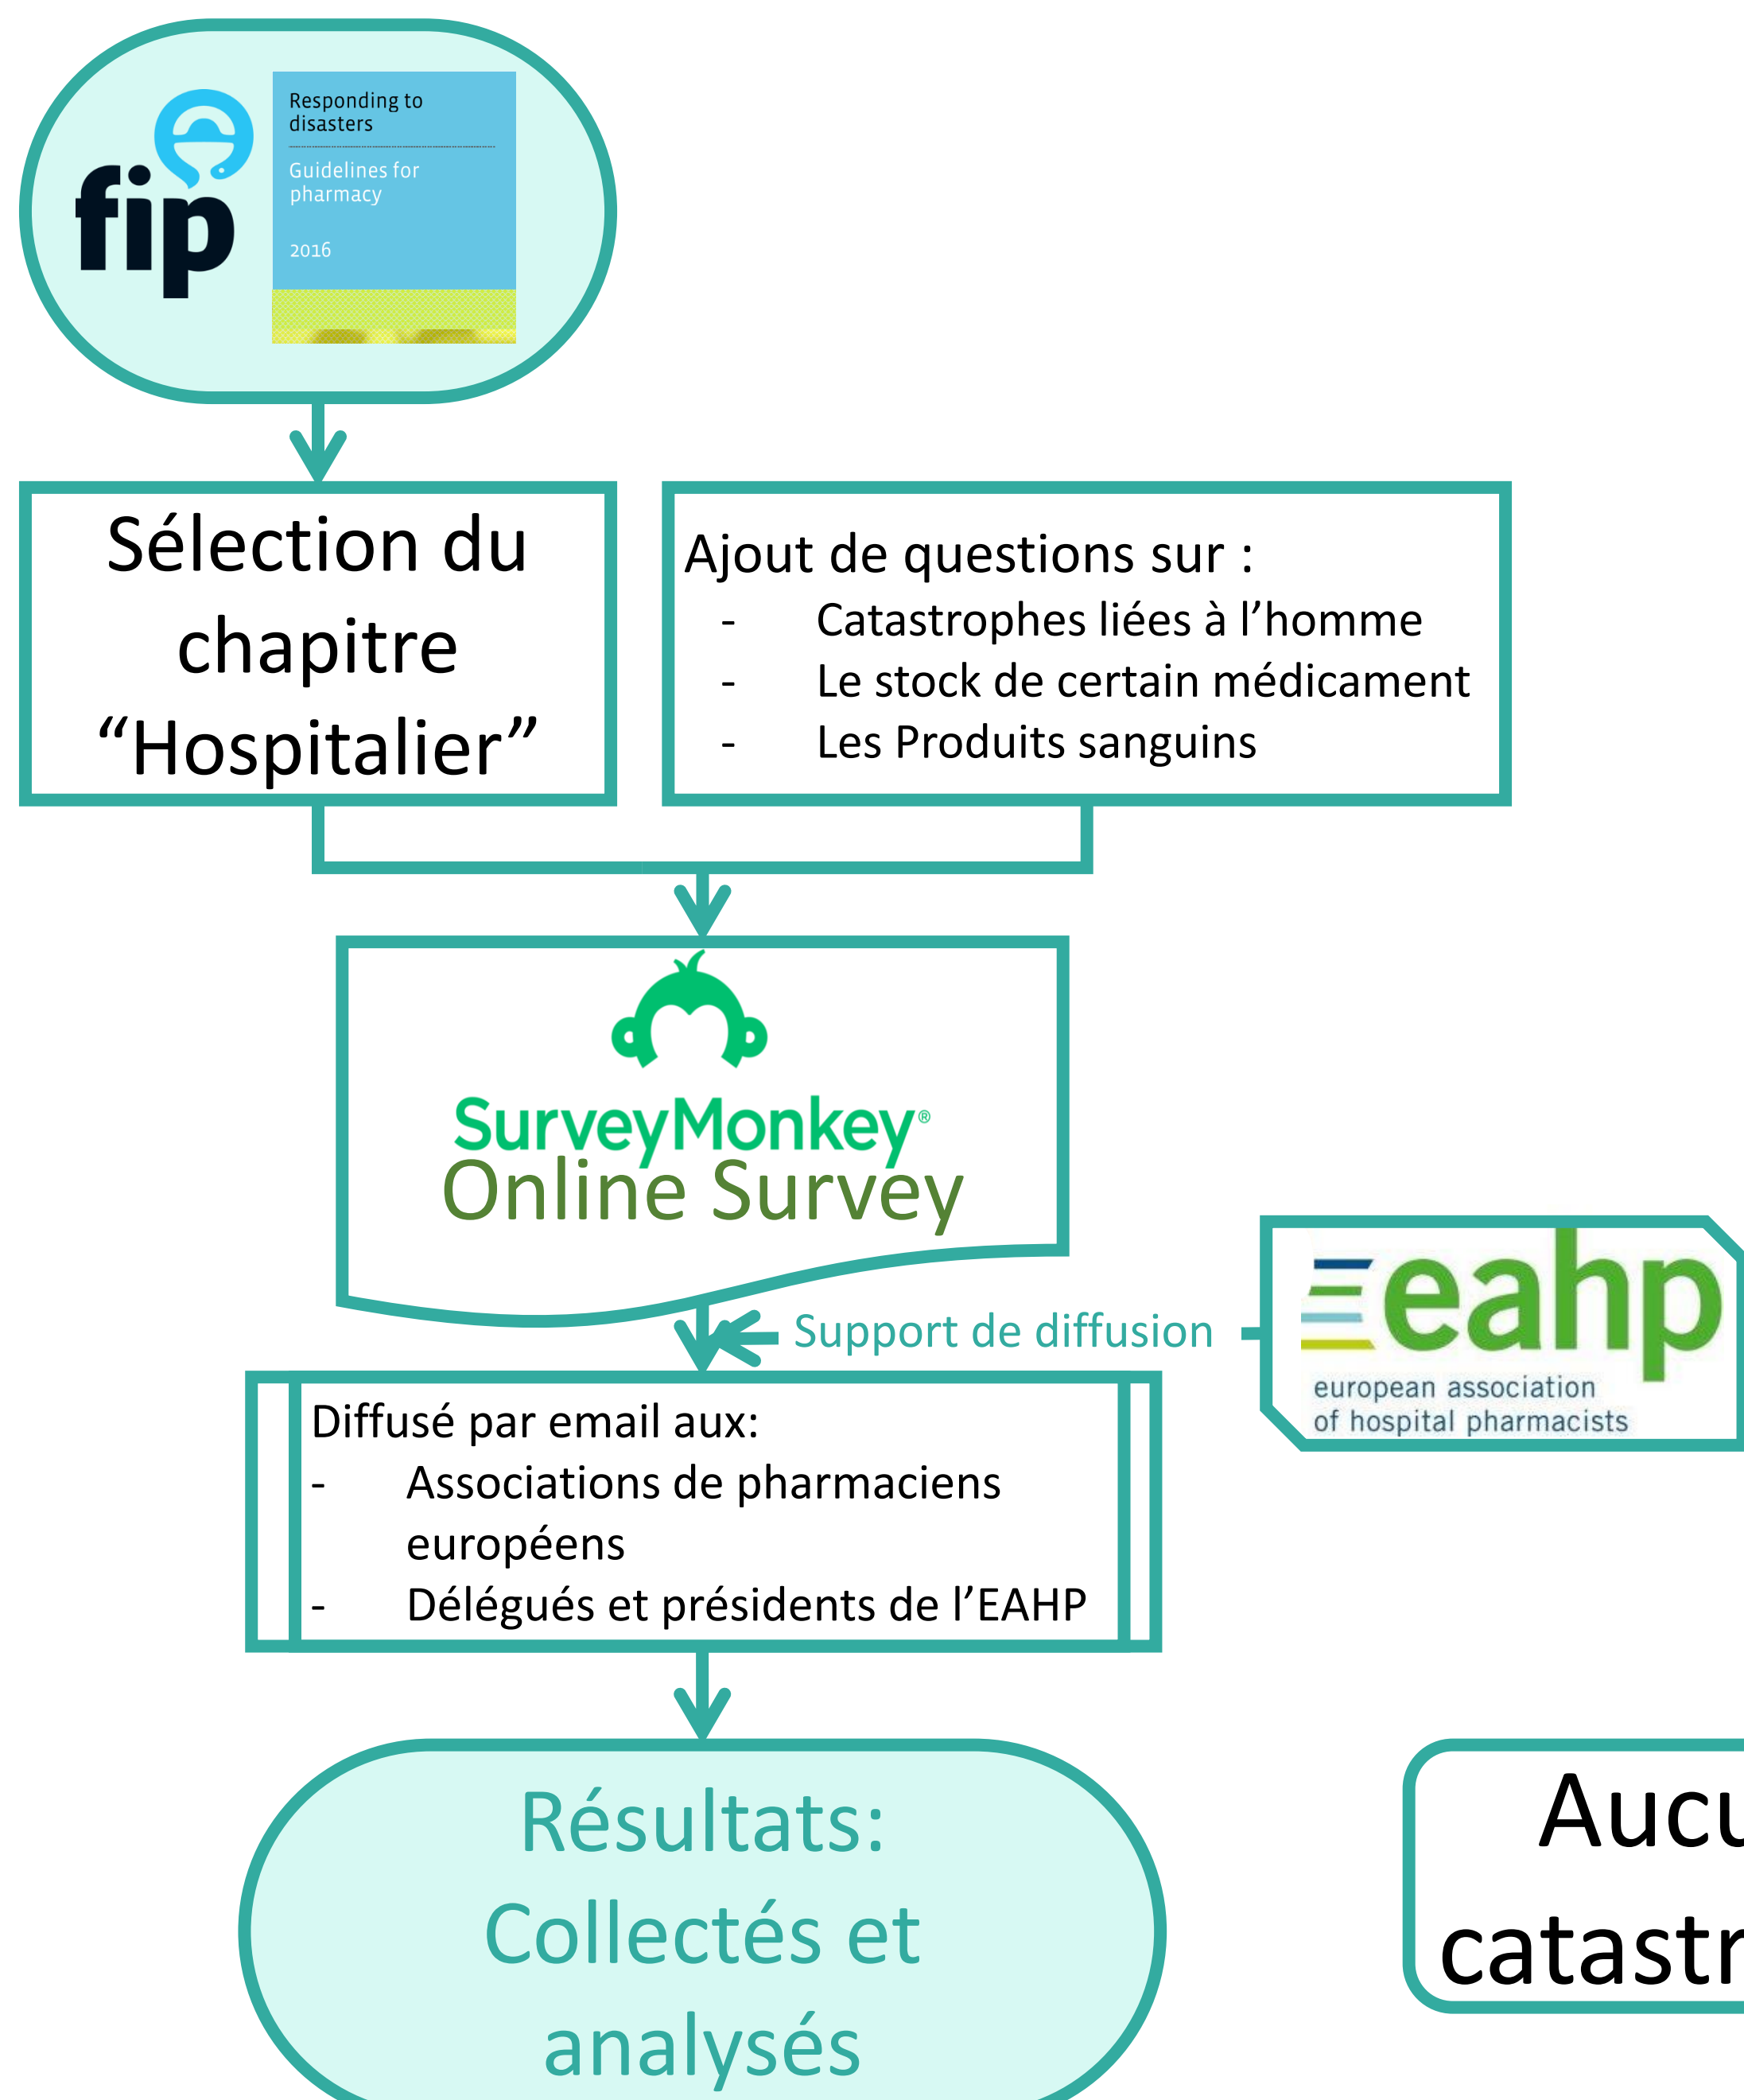 fip
Responding to
disasters
Guidelines for
pharmacy
2016
Sélection du
chapitre
“Hospitalier”
Ajout de questions sur :
- Catastrophes liées à l’homme
- Le stock de certain médicament
- Les Produits sanguins
SurveyMonkey®
Online Survey
Support de diffusion
eahp
european association
of hospital pharmacists
Diffusé par email aux:
- Associations de pharmaciens
européens
- Délégués et présidents de l’EAHP
Résultats:
Collectés et
analysés